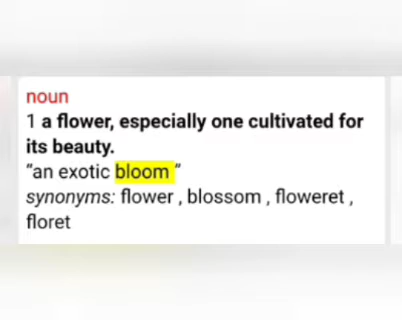 noun
1 a flower, especially one cultivated for
its beauty.
"an exotic bloom "
synonyms: flower , blossom , floweret ,
floret